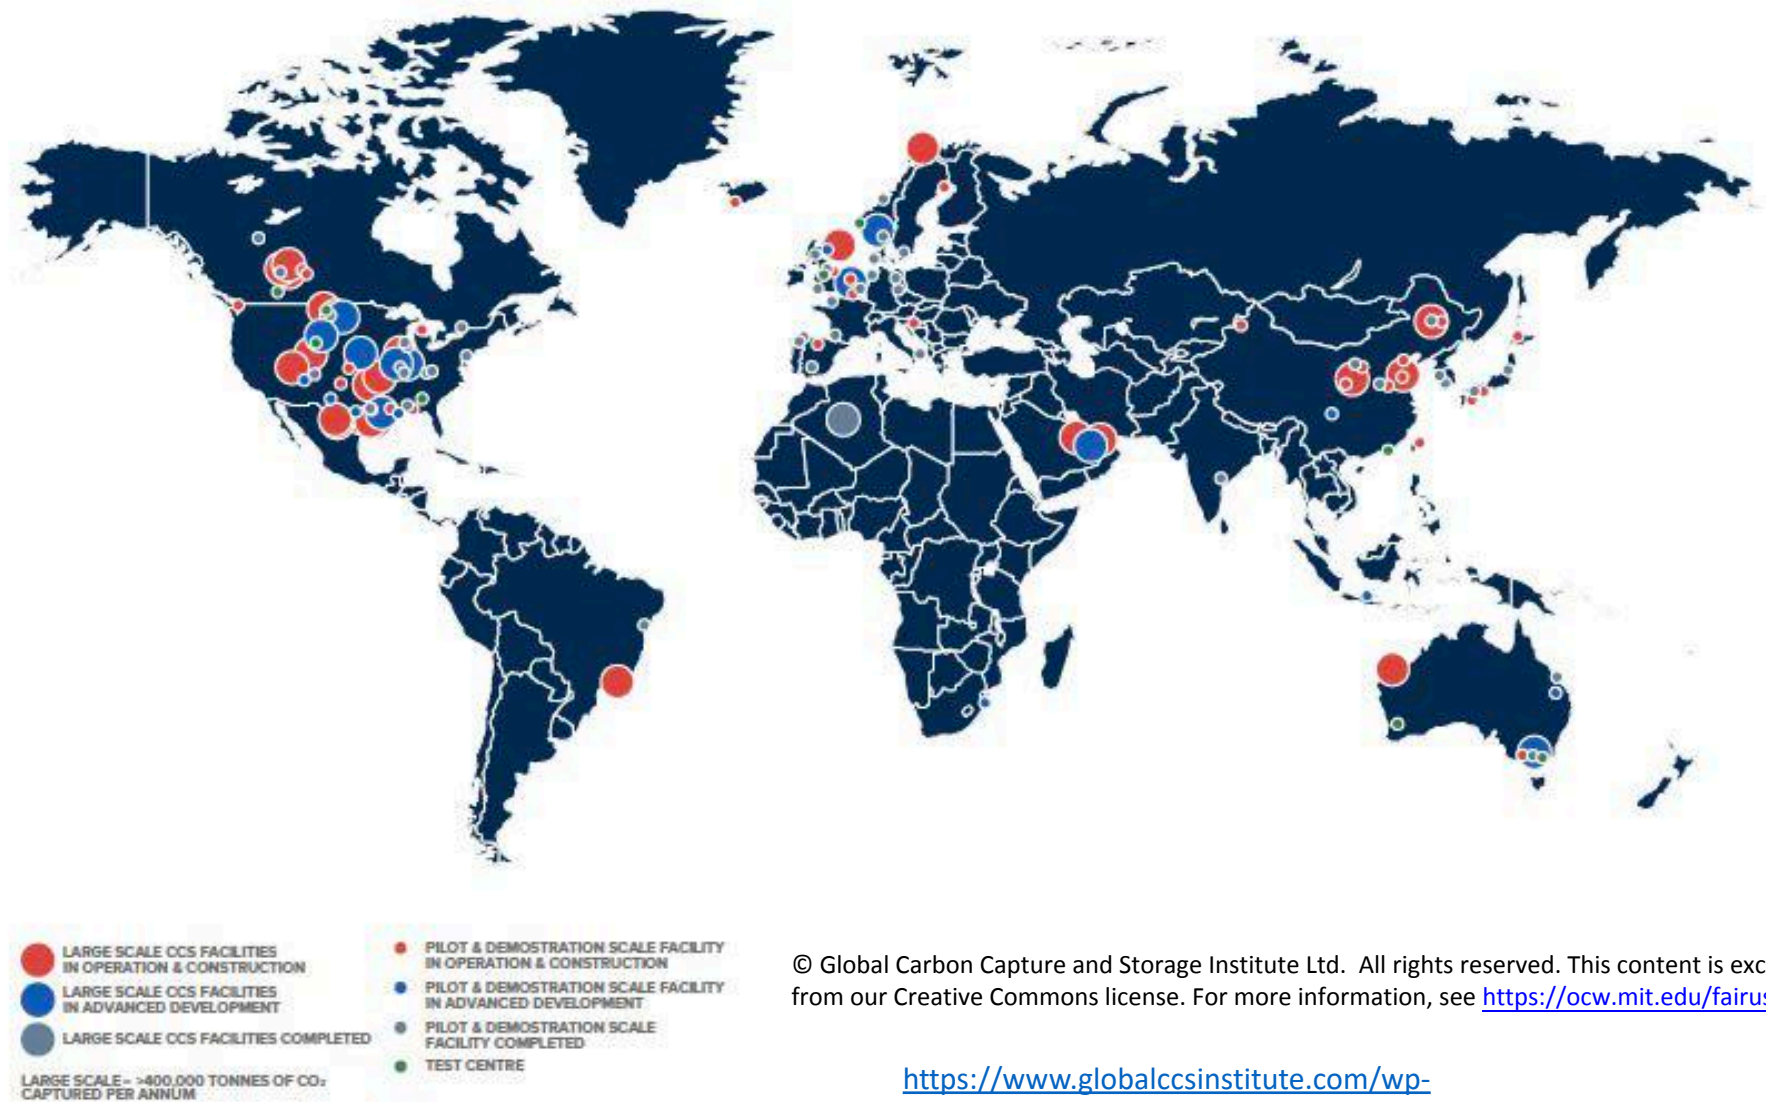 LARGE SCALE CCS FACILITIES
IN OPERATION & CONSTRUCTION
LARGE SCALE CCS FACILITIES
IN ADVANCED DEVELOPMENT
LARGE SCALE CCS FACILITIES COMPLETED
LARGE SCALE - >400,000 TONNES OF CO₂
CAPTURED PER ANNUM
PILOT & DEMOSTRATION SCALE FACILITY
IN OPERATION & CONSTRUCTION
PILOT & DEMOSTRATION SCALE FACILITY
IN ADVANCED DEVELOPMENT
PILOT & DEMOSTRATION SCALE
FACILITY COMPLETED
TEST CENTRE
© Global Carbon Capture and Storage Institute Ltd. All rights reserved. This content is exc
from our Creative Commons license. For more information, see https://ocw.mit.edu/fairus
https://www.globalccsinstitute.com/wp-